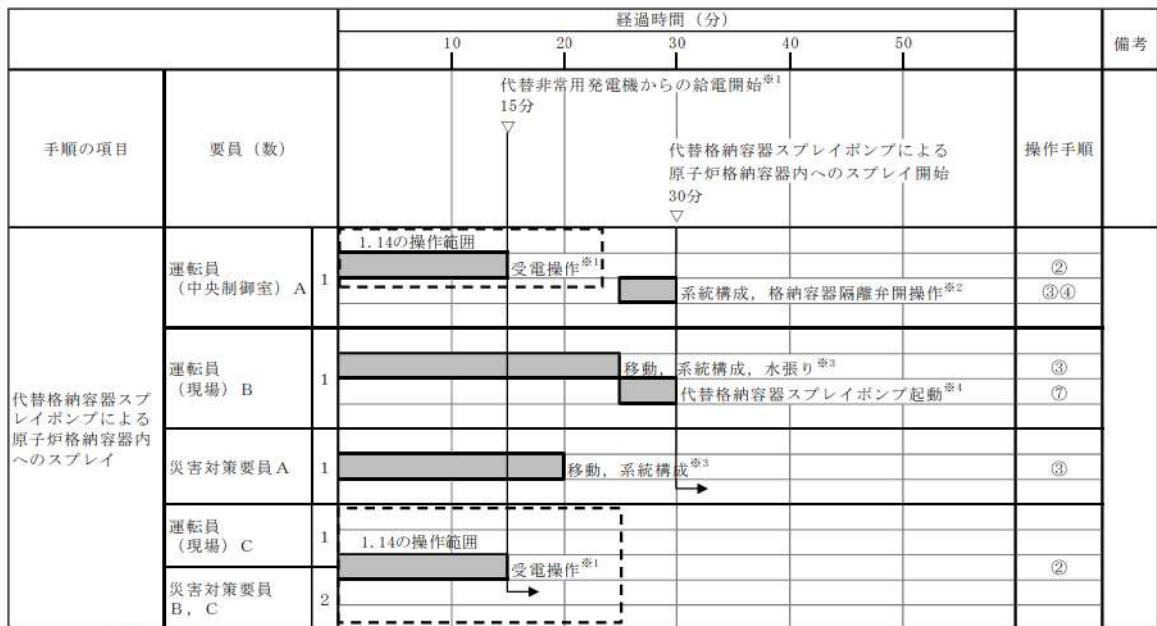 経過時間（分）
10 20 30 40 50 備考
手順の項目 要員（数） 操作手順
代替非常用発電機からの給電開始※1
15分
▽
代替格納容器スプレイポンプによる
原子炉格納容器内へのスプレイ開始
30分
▽
代替格納容器スプ
レイポンプによる
原子炉格納容器内
へのスプレイ
運転員
（中央制御室）A
1
1.14の操作範囲
受電操作※1
②
系統構成，格納容器隔離弁開操作※2
③④
運転員
（現場）B
1
移動，系統構成，水張り※3
③
代替格納容器スプレイポンプ起動※4
⑦
災害対策要員A
1
移動，系統構成※3
③
運転員
（現場）C
1
1.14の操作範囲
受電操作※1
②
災害対策要員
B，C
2